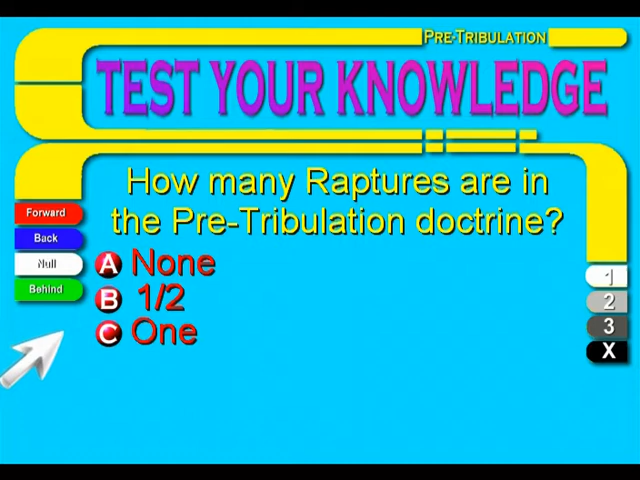 PRE-TRIBULATION
TEST YOUR KNOWLEDGE
How many Raptures are in
the Pre-Tribulation doctrine?
Forward
Back
Null
Behind
A None
B 1/2
C One
1
2
3
X